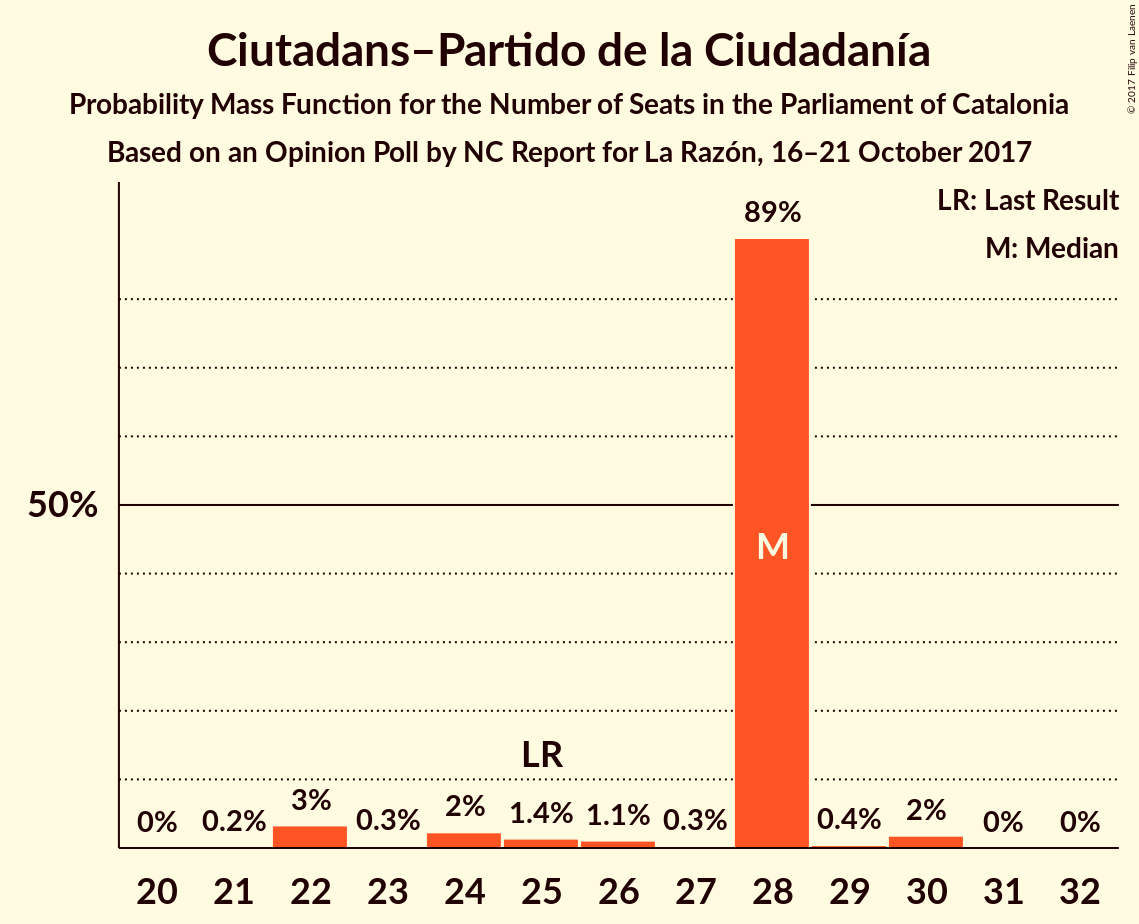 Ciutadans–Partido de la Ciudadanía
Probability Mass Function for the Number of Seats in the Parliament of Catalonia
Based on an Opinion Poll by NC Report for La Razón, 16–21 October 2017
© 2017 Filip van Laenen
LR: Last Result
M: Median
50%
0% 0.2% 3% 0.3% 2% 1.4% 1.1% 0.3% 89% 0.4% 2% 0% 0%
LR
M
20 21 22 23 24 25 26 27 28 29 30 31 32